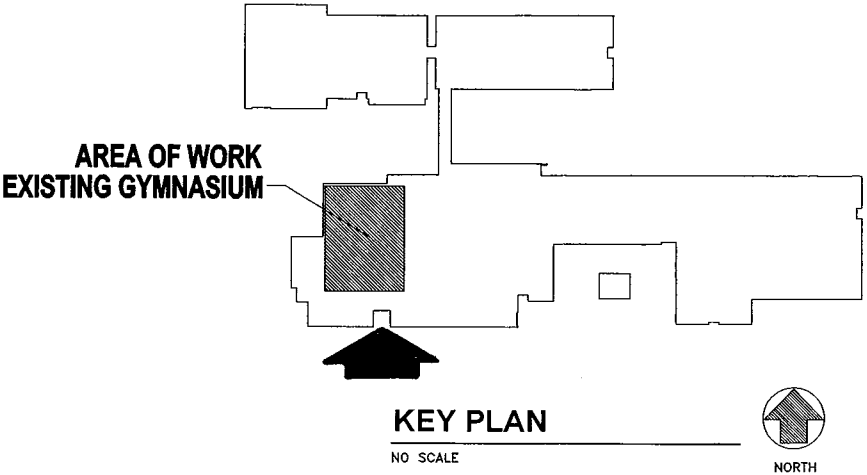 AREA OF WORK
EXISTING GYMNASIUM
KEY PLAN
NO SCALE
NORTH